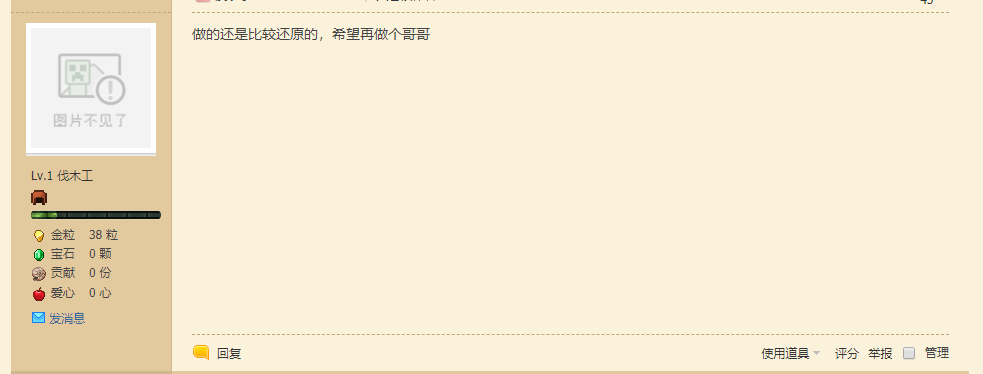 做的还是比较还原的，希望再做个哥哥
图片不见了
Lv.1 伐木工
金粒 38 粒
宝石 0 颗
贡献 0 份
爱心 0 心
发消息
回复 使用道具 评分 举报 管理